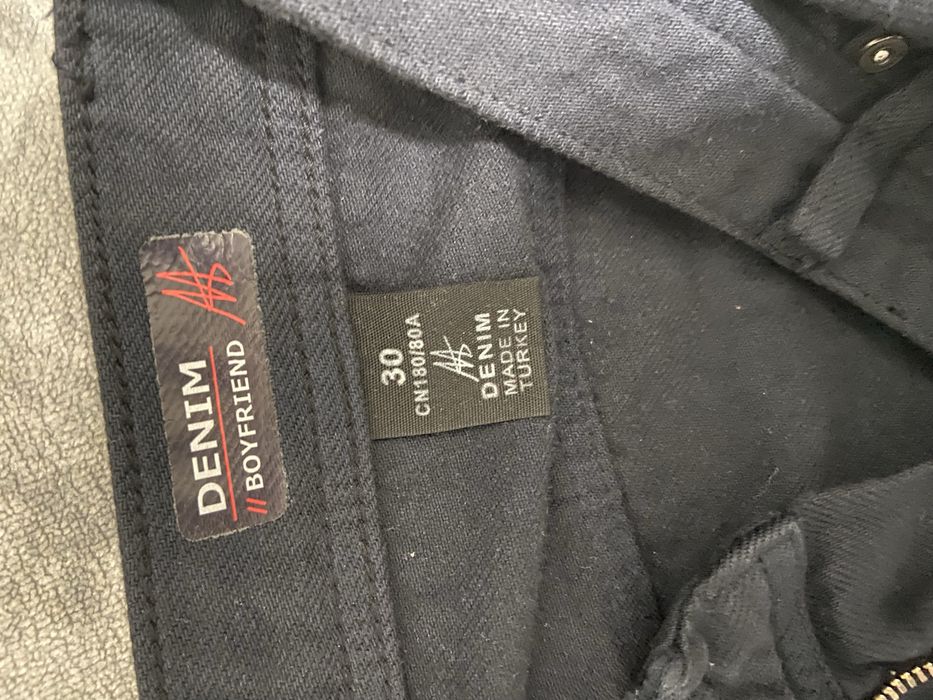 DENIM
// BOYFRIEND
30
CN180/80A
DENIM
MADE IN
TURKEY